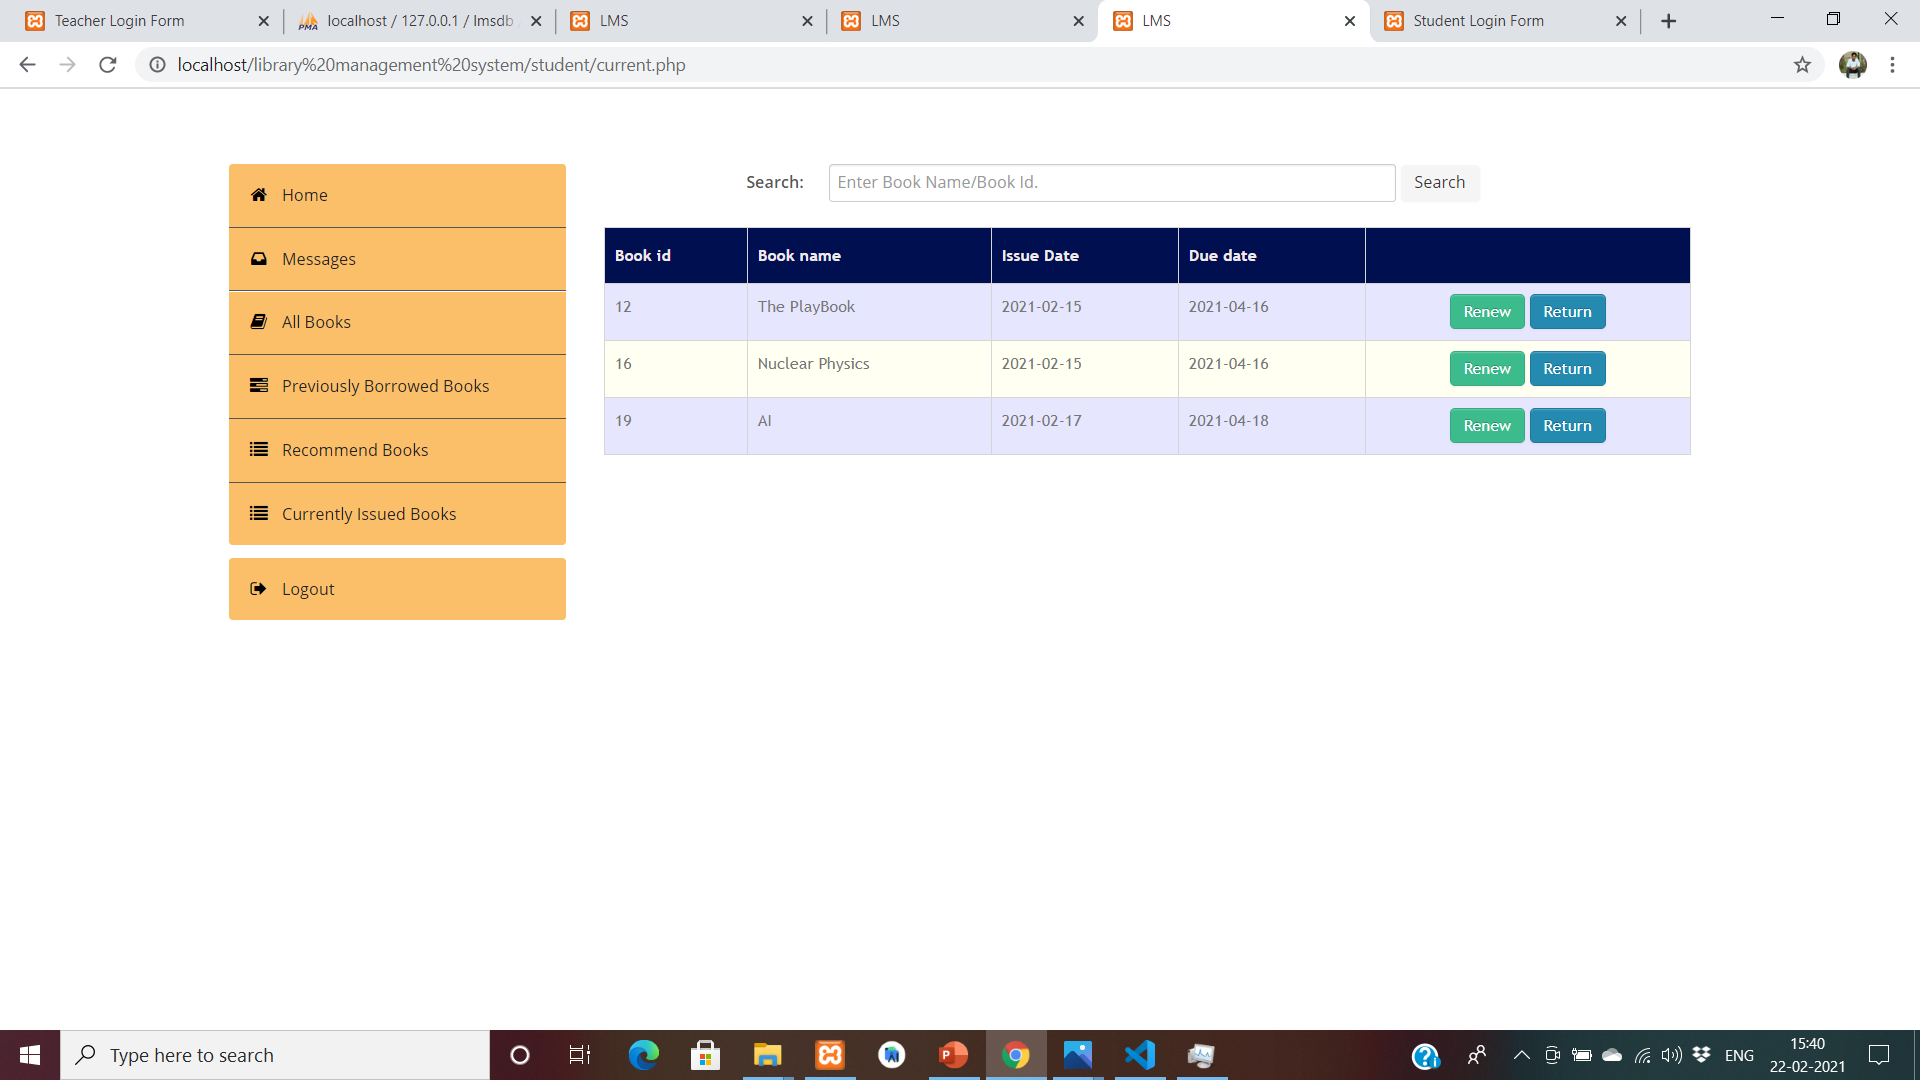 Teacher Login Form
localhost / 127.0.0.1 / lmsdb
LMS
LMS
LMS
Student Login Form
localhost/library%20management%20system/student/current.php
Home
Messages
All Books
Previously Borrowed Books
Recommend Books
Currently Issued Books
Logout
Search: Enter Book Name/Book Id. Search
Book id Book name Issue Date Due date
12 The PlayBook 2021-02-15 2021-04-16 Renew Return
16 Nuclear Physics 2021-02-15 2021-04-16 Renew Return
19 AI 2021-02-17 2021-04-18 Renew Return
Type here to search
ENG
15:40
22-02-2021